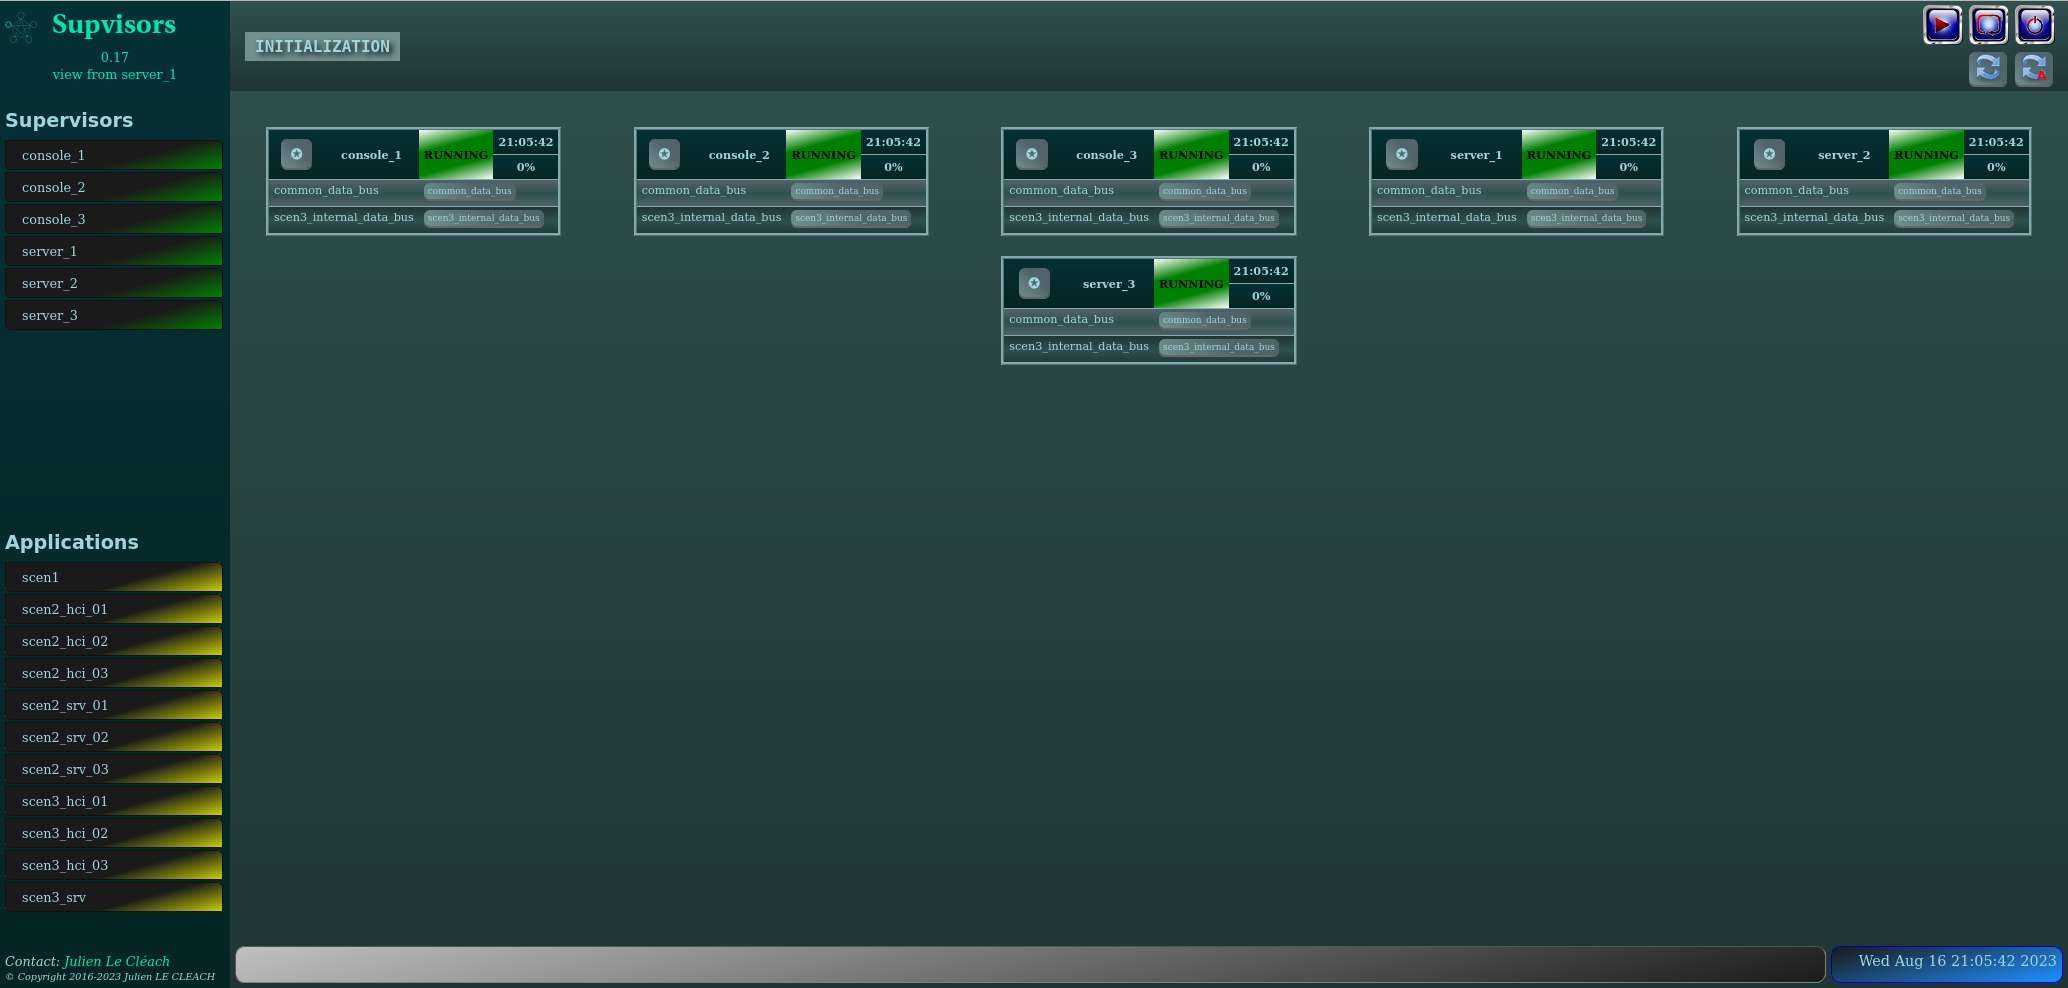 Supvisors
0.17
view from server_1
Supervisors
console_1
console_2
console_3
server_1
server_2
server_3
Applications
scen1
scen2_hci_01
scen2_hci_02
scen2_hci_03
scen2_srv_01
scen2_srv_02
scen2_srv_03
scen3_hci_01
scen3_hci_02
scen3_hci_03
scen3_srv
Contact: Julien Le Cléach
© Copyright 2016-2023 Julien LE CLEACH
INITIALIZATION
A
console_1 RUNNING 21:05:42
0%
common_data_bus common_data_bus
scen3_internal_data_bus scen3_internal_data_bus
console_2 RUNNING 21:05:42
0%
common_data_bus common_data_bus
scen3_internal_data_bus scen3_internal_data_bus
console_3 RUNNING 21:05:42
0%
common_data_bus common_data_bus
scen3_internal_data_bus scen3_internal_data_bus
server_1 RUNNING 21:05:42
0%
common_data_bus common_data_bus
scen3_internal_data_bus scen3_internal_data_bus
server_2 RUNNING 21:05:42
0%
common_data_bus common_data_bus
scen3_internal_data_bus scen3_internal_data_bus
server_3 RUNNING 21:05:42
0%
common_data_bus common_data_bus
scen3_internal_data_bus scen3_internal_data_bus
Wed Aug 16 21:05:42 2023